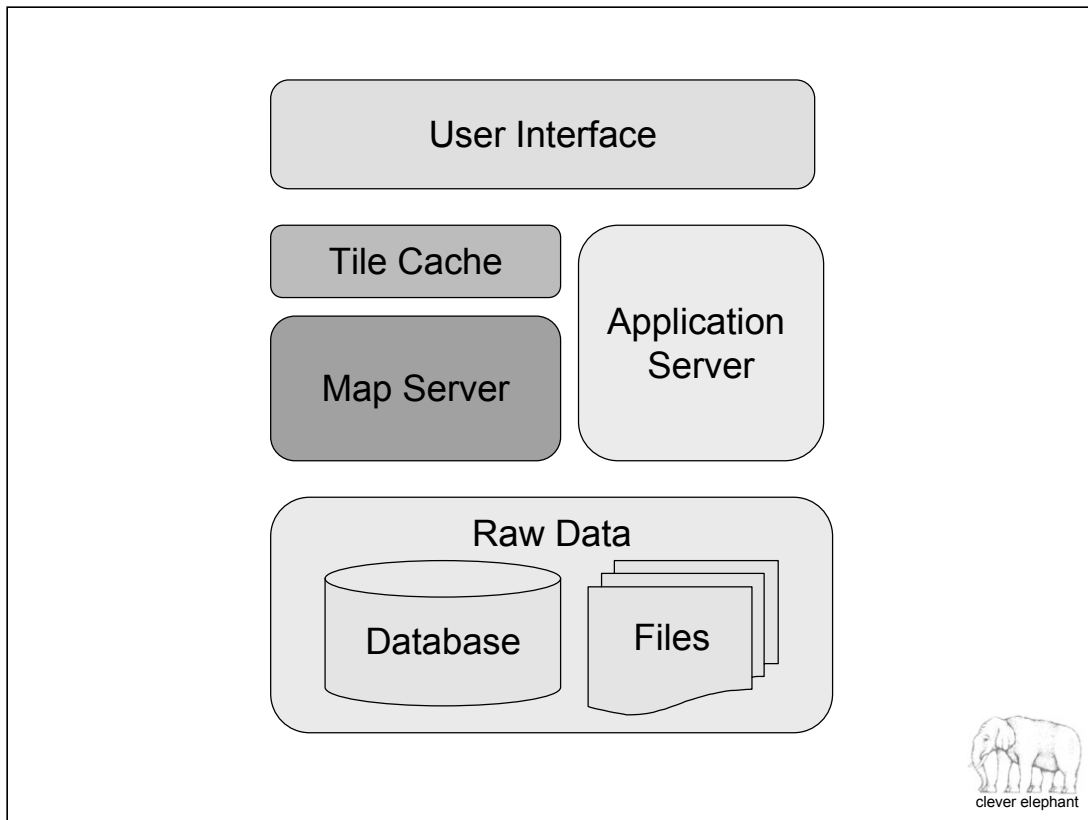 User Interface
Tile Cache
Map Server
Application
Server
Raw Data
Database
Files
clever elephant